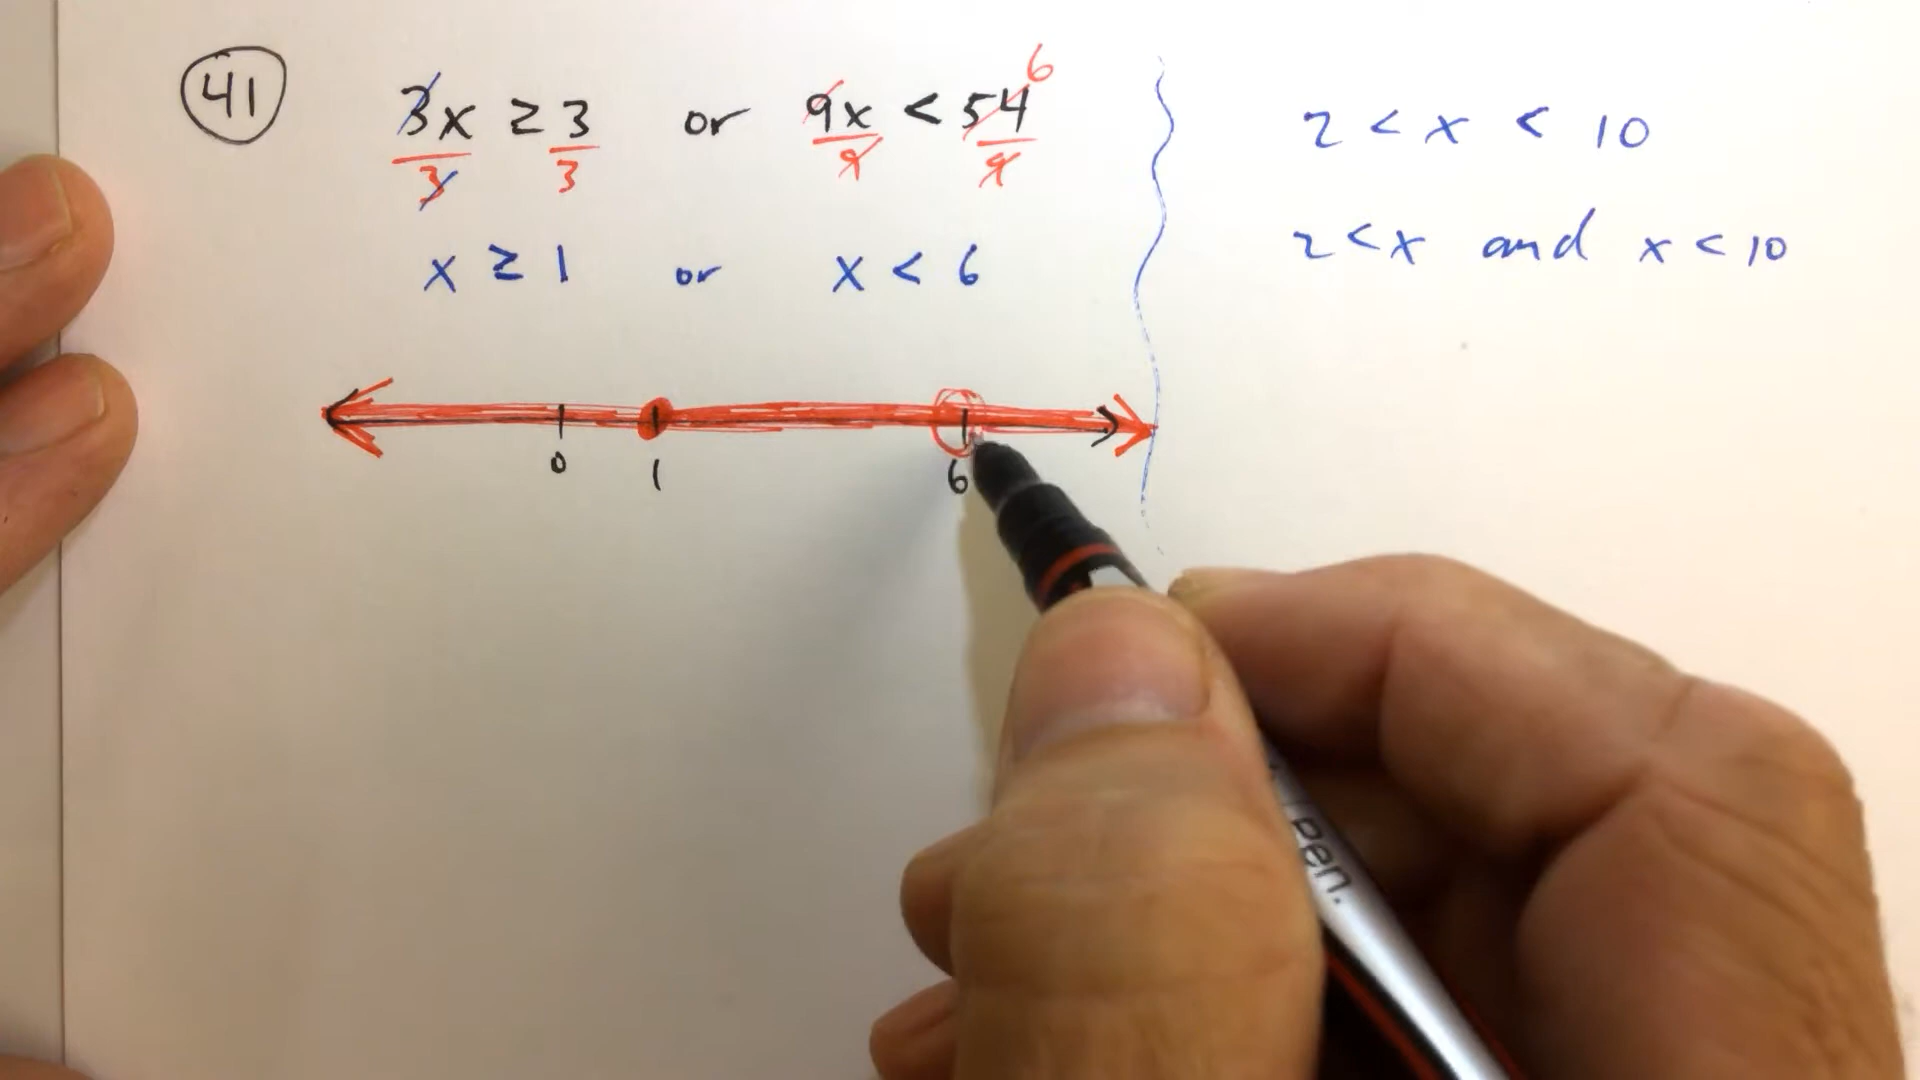 41
3x ≥ 3 or 9x < 54 6
3 3 9 9
x ≥ 1 or x < 6
0 1 6
2 < x < 10
2 < x and x < 10
Pen.